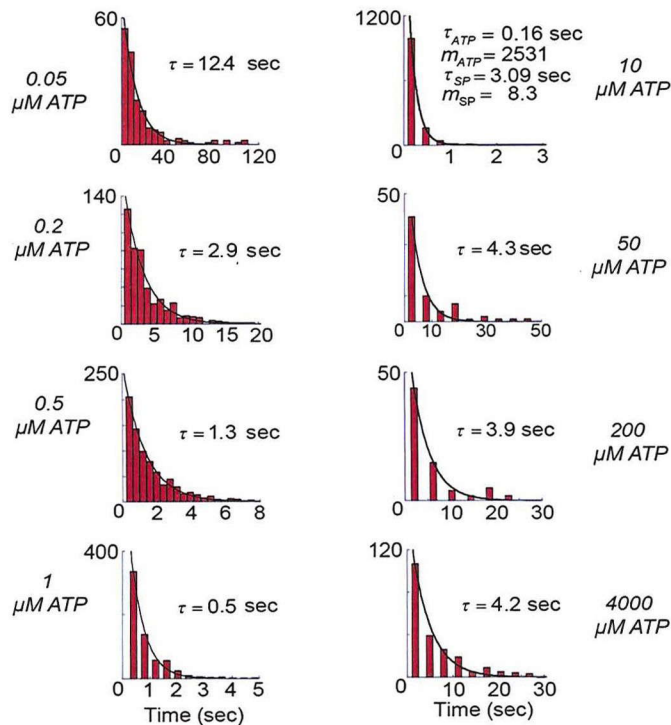 60
0.05
μM ATP
τ = 12.4 sec
0 40 80 120
1200
τATP = 0.16 sec
mATP = 2531
τSP = 3.09 sec
mSP = 8.3
10
μM ATP
0 1 2 3
140
0.2
μM ATP
τ = 2.9 sec
0 5 10 15 20
50
τ = 4.3 sec
50
μM ATP
0 10 20 30 40 50
250
0.5
μM ATP
τ = 1.3 sec
0 2 4 6 8
50
τ = 3.9 sec
200
μM ATP
0 10 20 30
400
1
μM ATP
τ = 0.5 sec
0 1 2 3 4 5
Time (sec)
120
τ = 4.2 sec
4000
μM ATP
0 10 20 30
Time (sec)